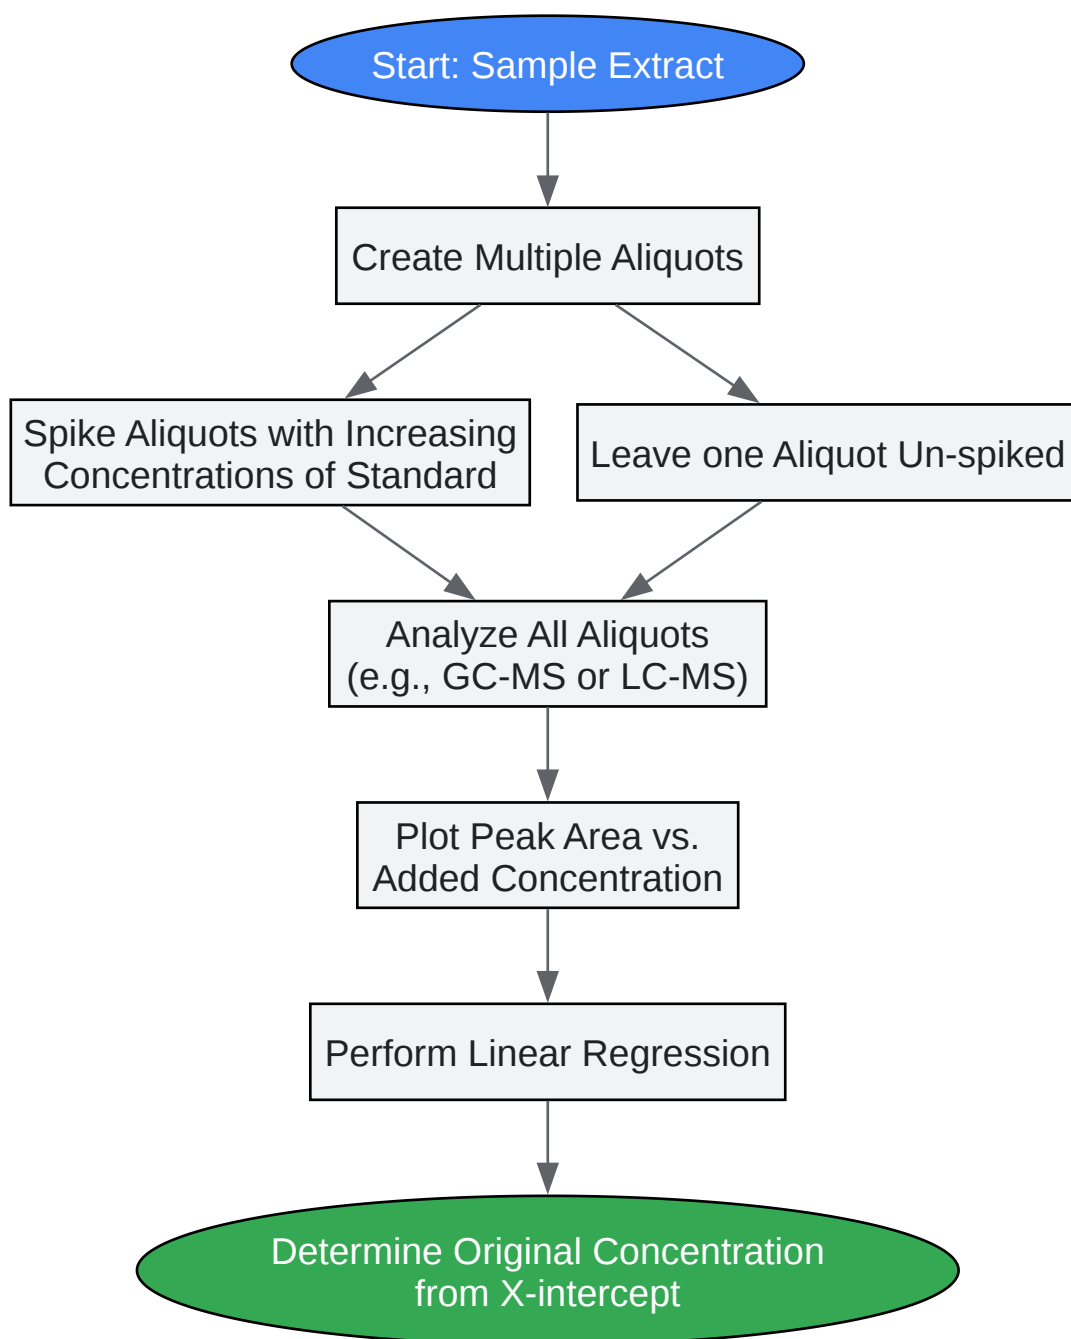 Start: Sample Extract
Create Multiple Aliquots
Spike Aliquots with Increasing
Concentrations of Standard
Leave one Aliquot Un-spiked
Analyze All Aliquots
(e.g., GC-MS or LC-MS)
Plot Peak Area vs.
Added Concentration
Perform Linear Regression
Determine Original Concentration
from X-intercept